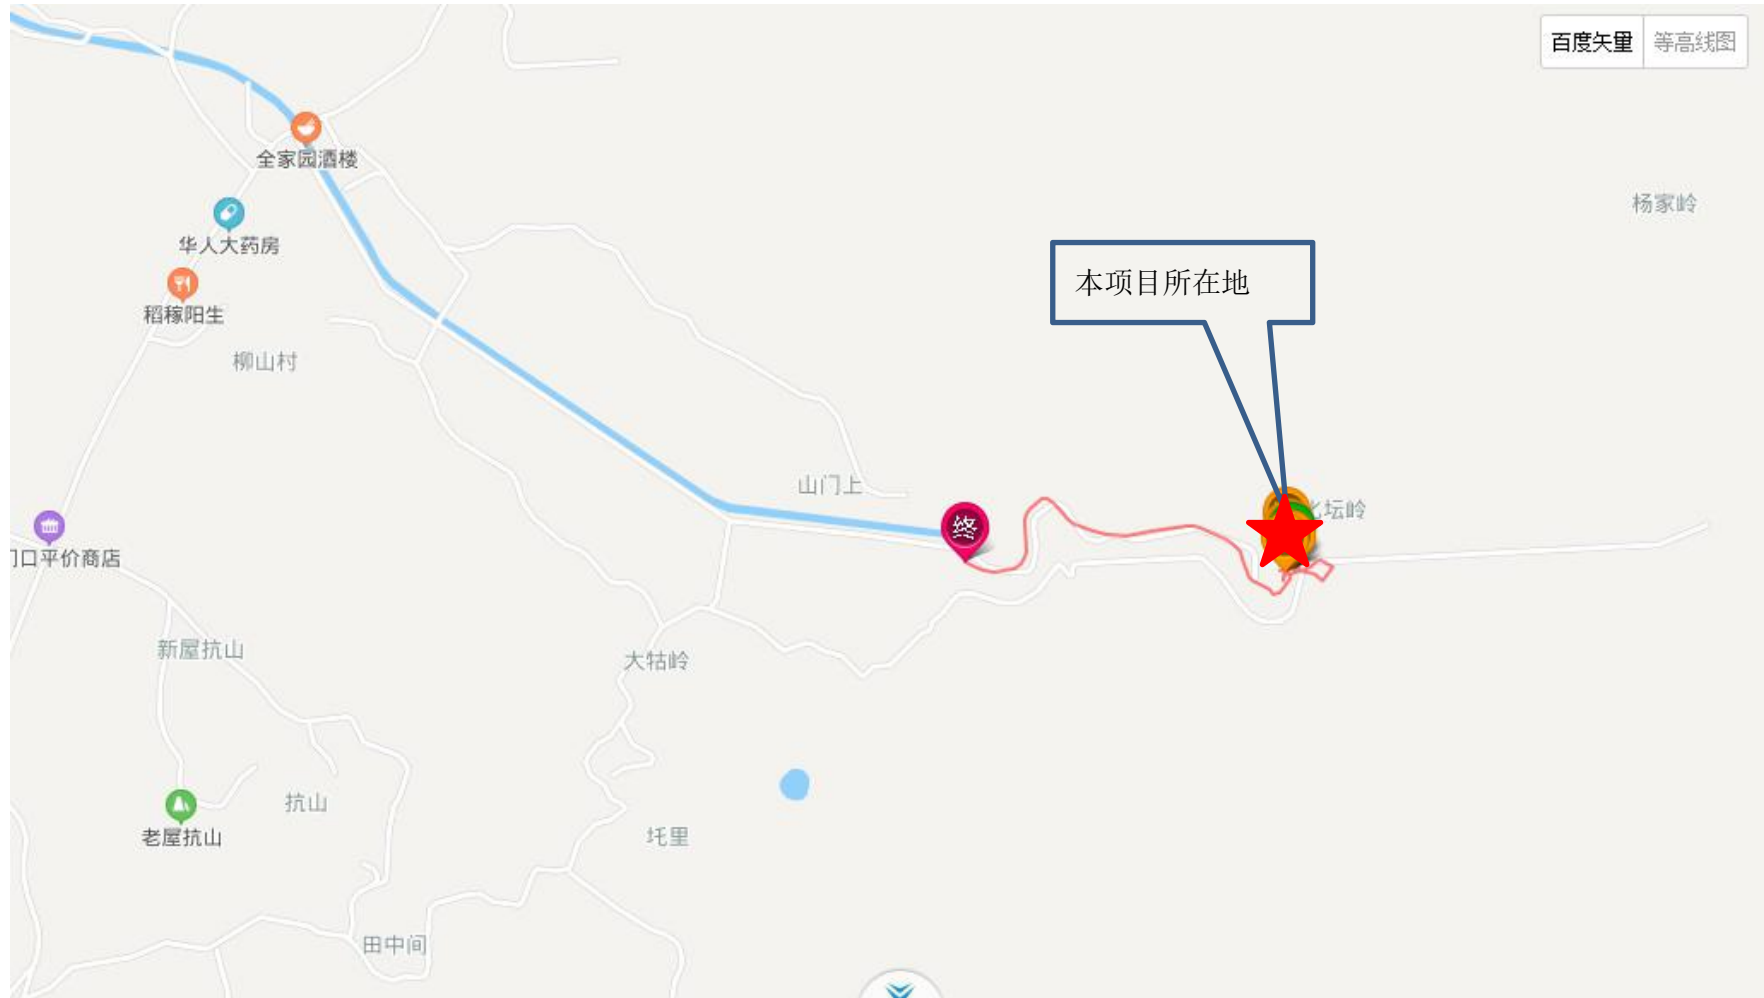 百度矢量
等高线图
全家园酒楼
杨家岭
华人大药房
本项目所在地
稻稼阳生
柳山村
山门上
终
北坛岭
门口平价商店
新屋抗山
大牯岭
抗山
老屋抗山
圫里
田中间